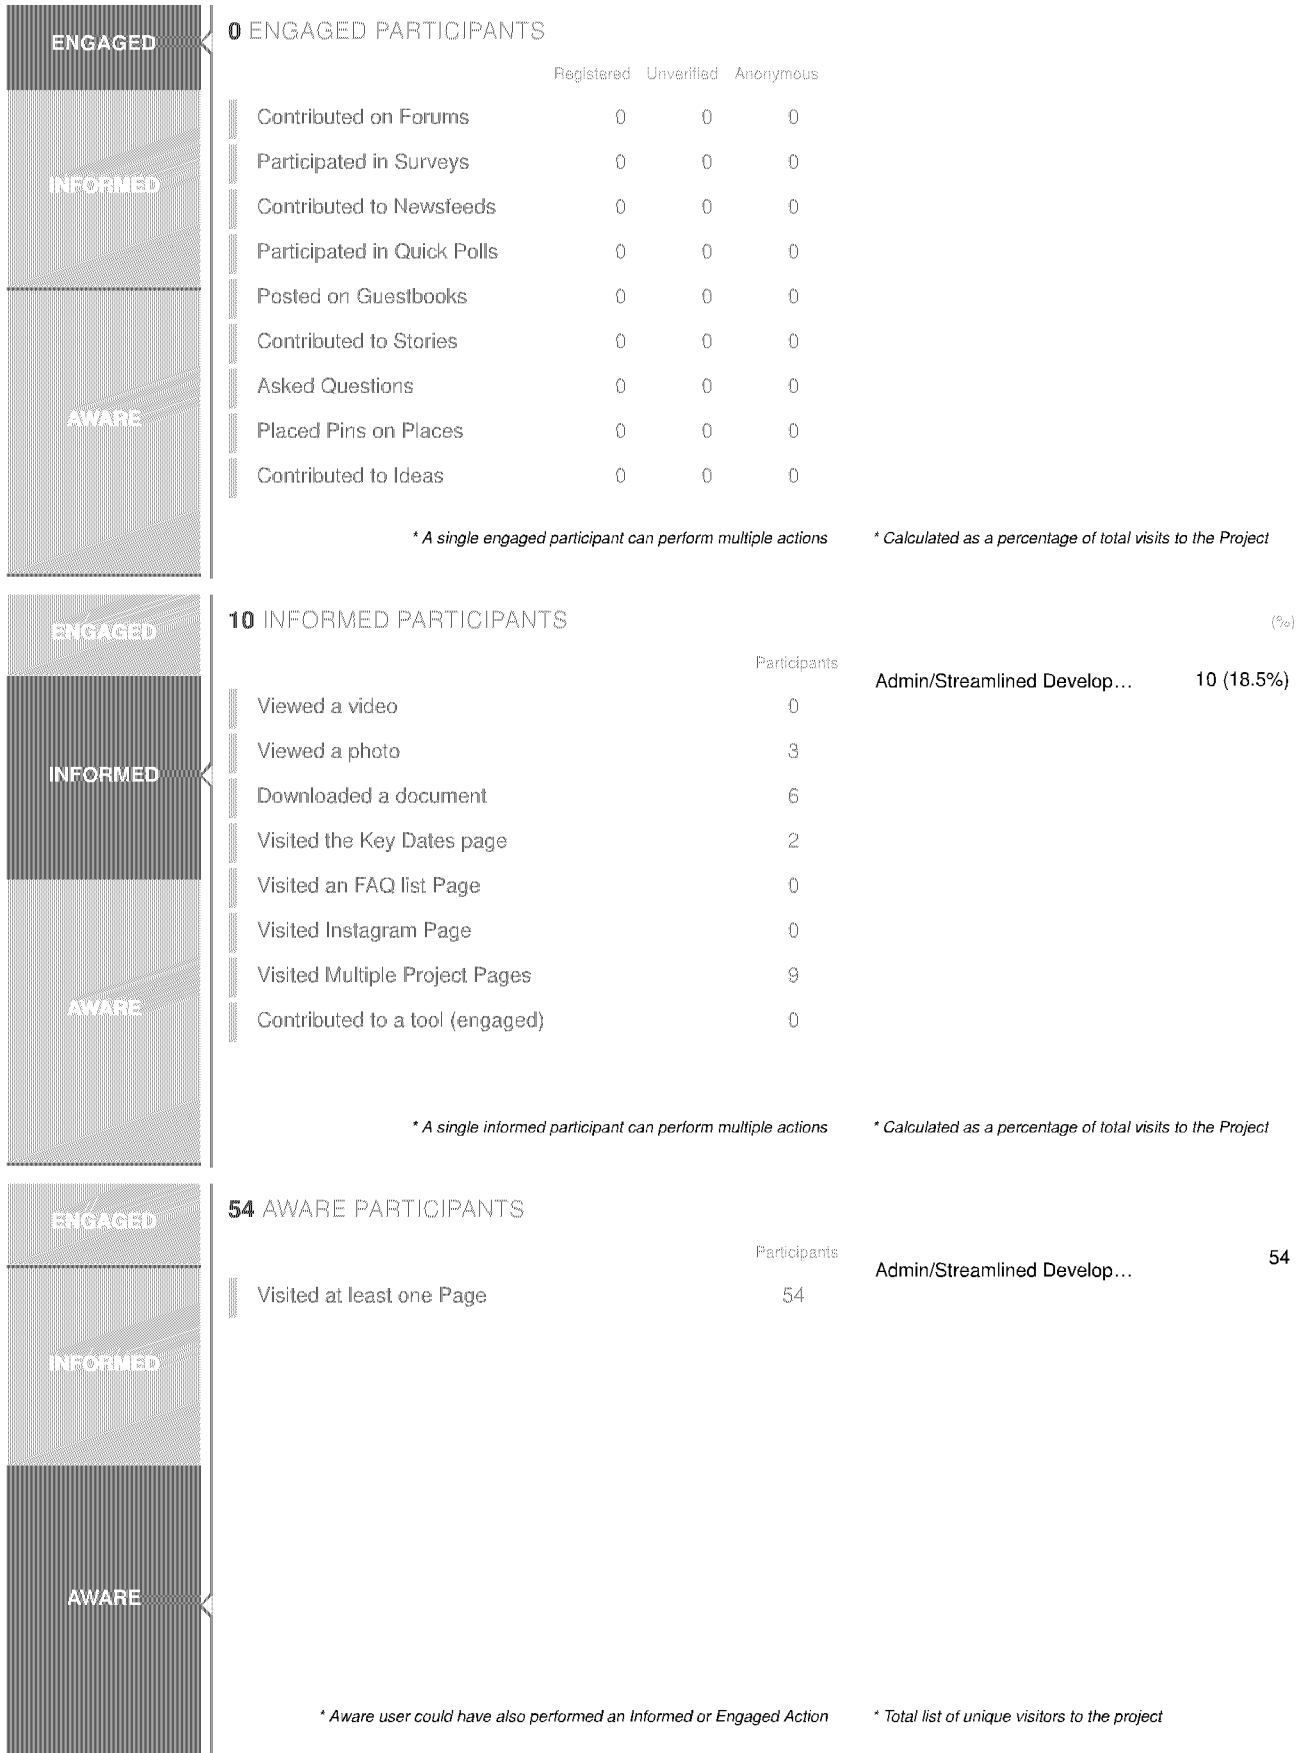 ENGAGED
INFORMED
AWARE
0 ENGAGED PARTICIPANTS
Registered Unverified Anonymous
Contributed on Forums 0 0 0
Participated in Surveys 0 0 0
Contributed to Newsfeeds 0 0 0
Participated in Quick Polls 0 0 0
Posted on Guestbooks 0 0 0
Contributed to Stories 0 0 0
Asked Questions 0 0 0
Placed Pins on Places 0 0 0
Contributed to Ideas 0 0 0
* A single engaged participant can perform multiple actions * Calculated as a percentage of total visits to the Project
ENGAGED
INFORMED
AWARE
10 INFORMED PARTICIPANTS
(%)
Participants
Admin/Streamlined Develop... 10 (18.5%)
Viewed a video 0
Viewed a photo 3
Downloaded a document 6
Visited the Key Dates page 2
Visited an FAQ list Page 0
Visited Instagram Page 0
Visited Multiple Project Pages 9
Contributed to a tool (engaged) 0
* A single informed participant can perform multiple actions * Calculated as a percentage of total visits to the Project
ENGAGED
INFORMED
AWARE
54 AWARE PARTICIPANTS
Participants
Admin/Streamlined Develop... 54
Visited at least one Page 54
* Aware user could have also performed an Informed or Engaged Action * Total list of unique visitors to the project